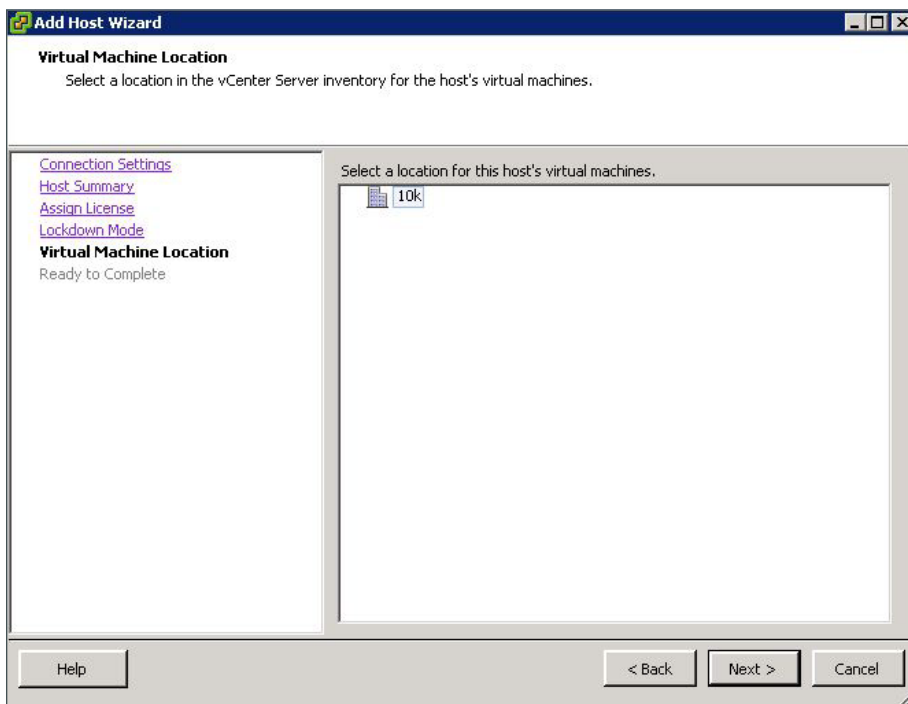 Add Host Wizard
Virtual Machine Location
Select a location in the vCenter Server inventory for the host's virtual machines.
Connection Settings
Host Summary
Assign License
Lockdown Mode
Virtual Machine Location
Ready to Complete
Select a location for this host's virtual machines.
10k
Help
< Back
Next >
Cancel